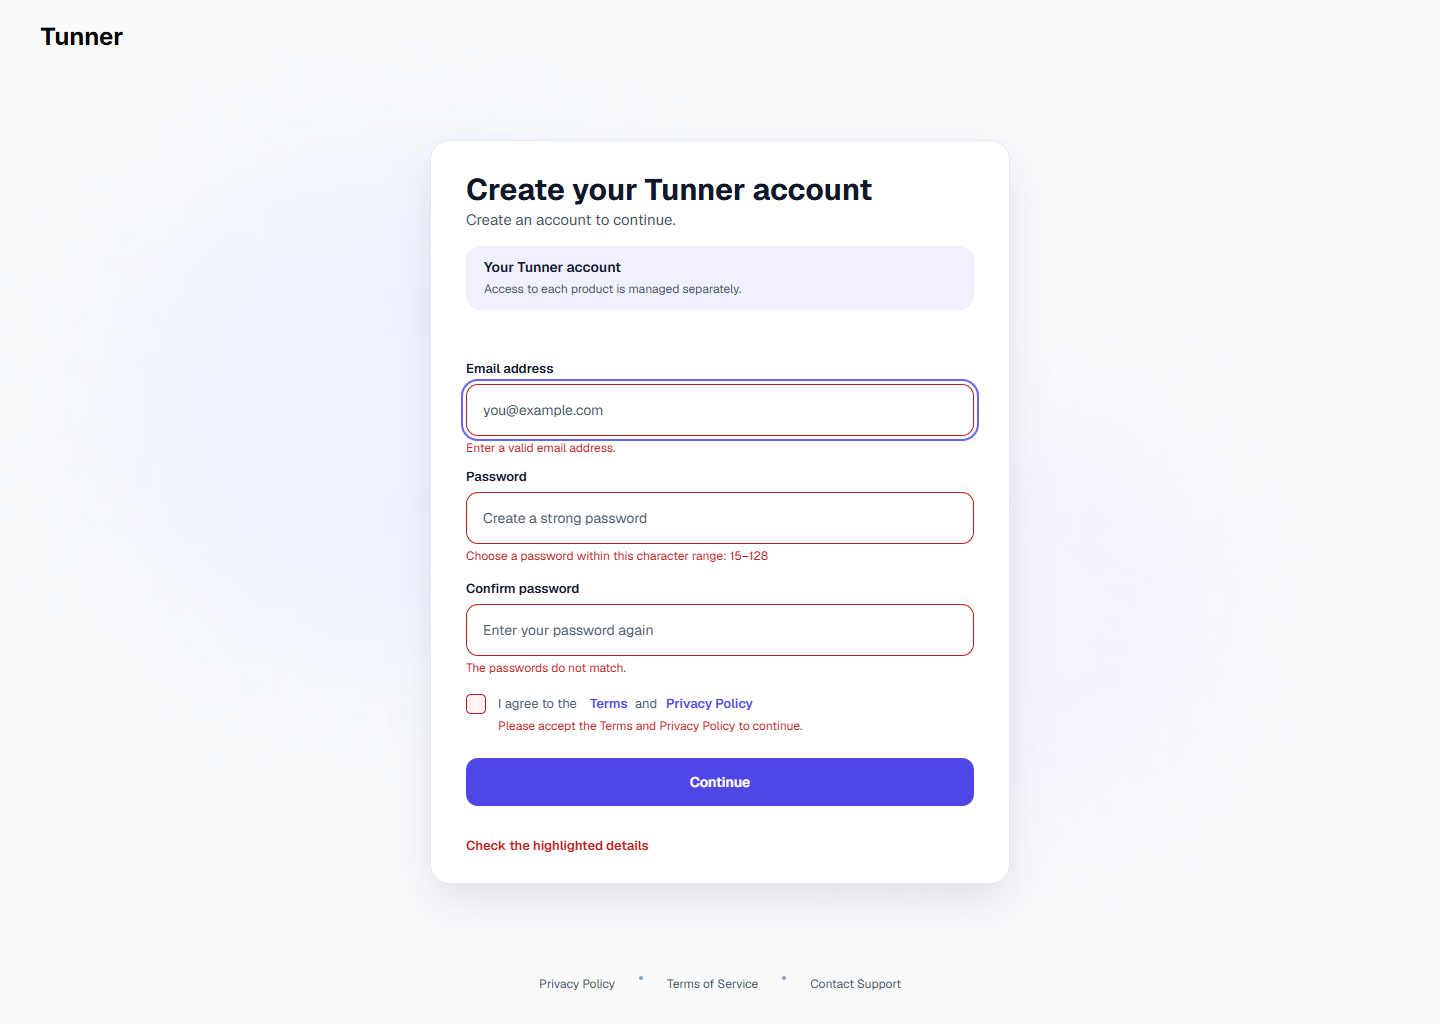 Tunner
Create your Tunner account
Create an account to continue.
Your Tunner account
Access to each product is managed separately.
Email address
you@example.com
Enter a valid email address.
Password
Create a strong password
Choose a password within this character range: 15–128
Confirm password
Enter your password again
The passwords do not match.
I agree to the Terms and Privacy Policy
Please accept the Terms and Privacy Policy to continue.
Continue
Check the highlighted details
Privacy Policy • Terms of Service • Contact Support